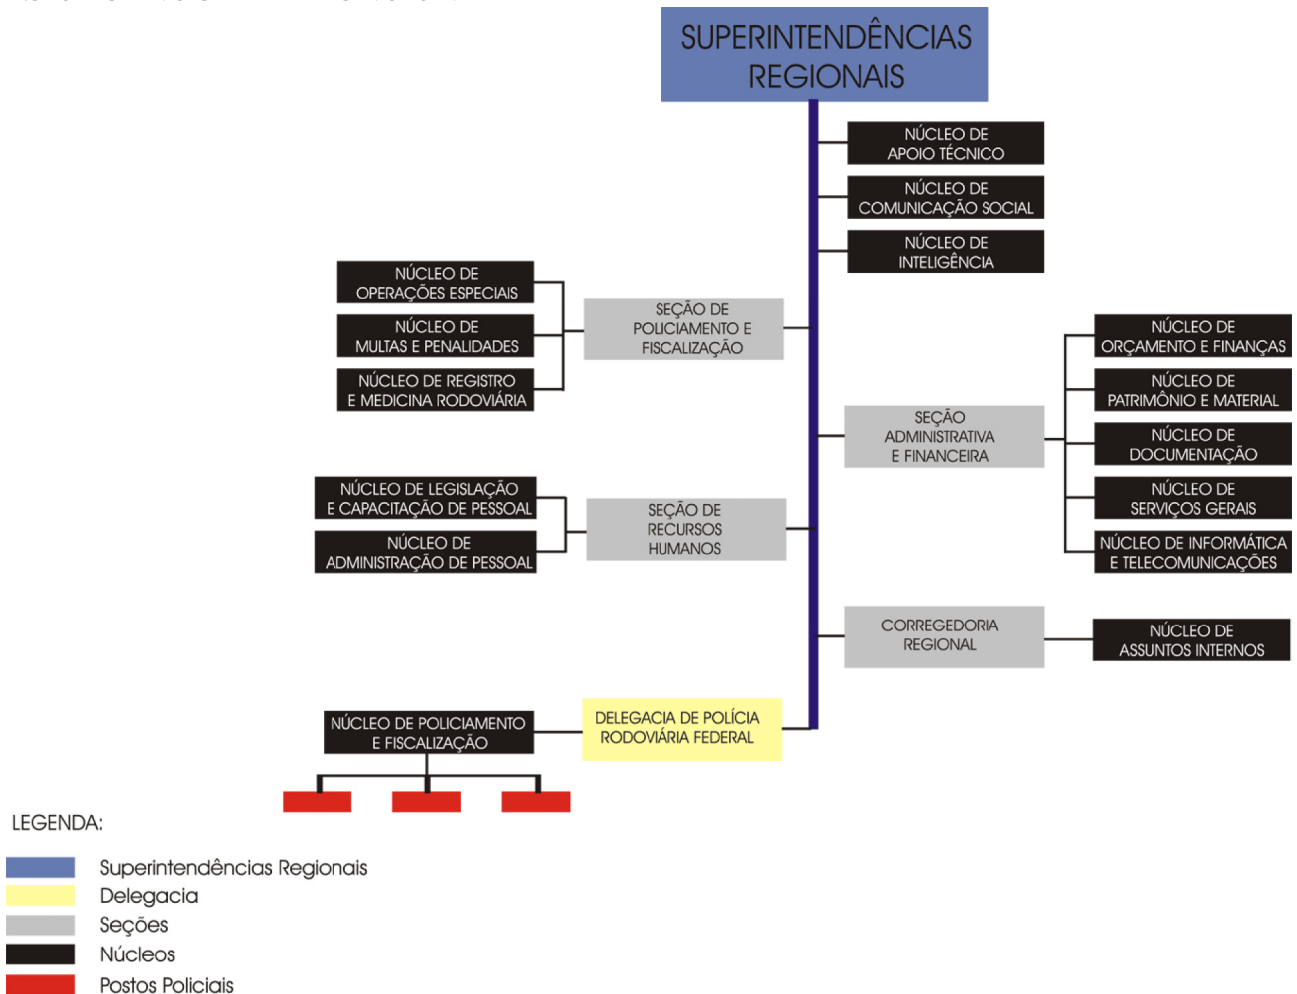 SUPERINTENDÊNCIAS
REGIONAIS
NÚCLEO DE
APOIO TÉCNICO
NÚCLEO DE
COMUNICAÇÃO SOCIAL
NÚCLEO DE
INTELIGÊNCIA
NÚCLEO DE
OPERAÇÕES ESPECIAIS
NÚCLEO DE
MULTAS E PENALIDADES
NÚCLEO DE REGISTRO
E MEDICINA RODOVIÁRIA
SEÇÃO DE
POLICIAMENTO E
FISCALIZAÇÃO
SEÇÃO
ADMINISTRATIVA
E FINANCEIRA
NÚCLEO DE
ORÇAMENTO E FINANÇAS
NÚCLEO DE
PATRIMÔNIO E MATERIAL
NÚCLEO DE
DOCUMENTAÇÃO
NÚCLEO DE
SERVIÇOS GERAIS
NÚCLEO DE INFORMÁTICA
E TELECOMUNICAÇÕES
NÚCLEO DE LEGISLAÇÃO
E CAPACITAÇÃO DE PESSOAL
NÚCLEO DE
ADMINISTRAÇÃO DE PESSOAL
SEÇÃO DE
RECURSOS
HUMANOS
CORREGEDORIA
REGIONAL
NÚCLEO DE
ASSUNTOS INTERNOS
NÚCLEO DE POLICIAMENTO
E FISCALIZAÇÃO
DELEGACIA DE POLÍCIA
RODOVIÁRIA FEDERAL
LEGENDA:
Superintendências Regionais
Delegacia
Seções
Núcleos
Postos Policiais